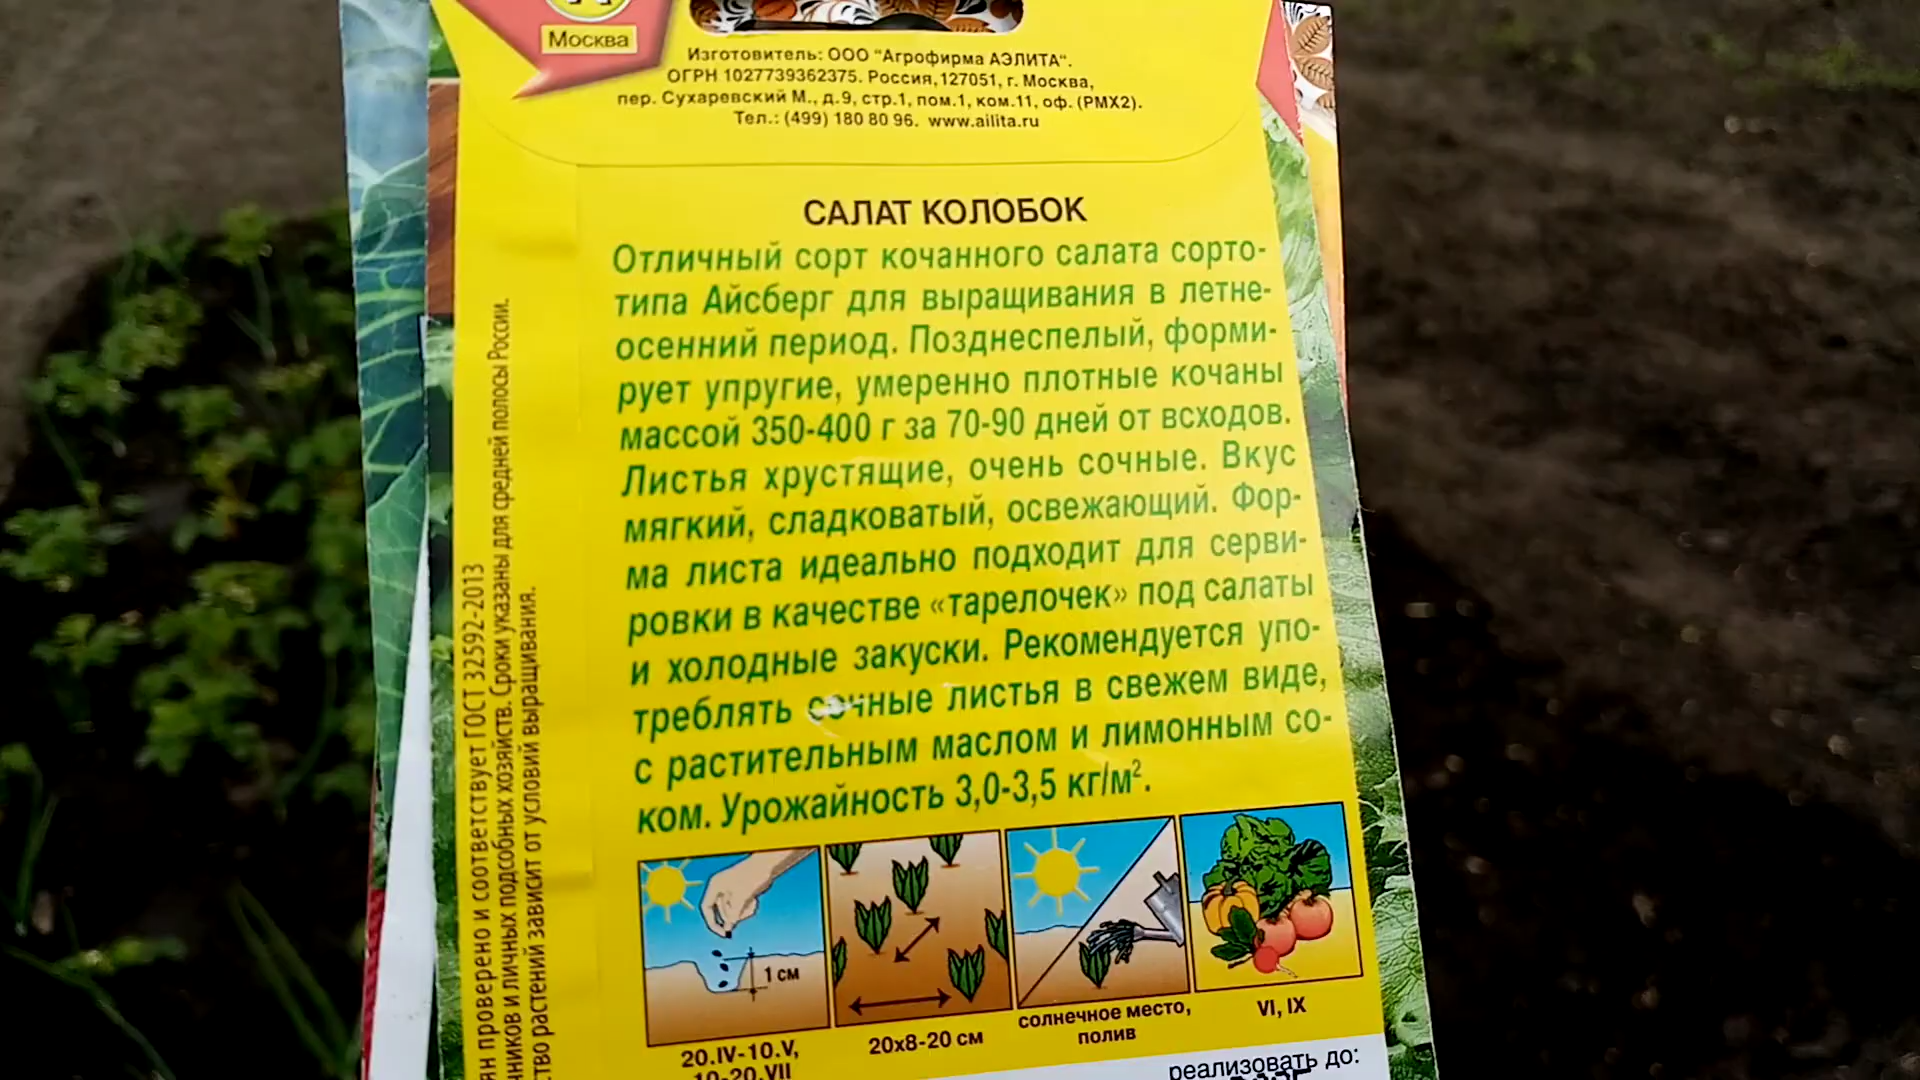 Москва
Изготовитель: ООО "Агрофирма АЭЛИТА".
ОГРН 1027739362375. Россия,127051, г. Москва,
пер. Сухаревский М., д.9, стр.1, пом.1, ком.11, оф. (РМХ2).
Тел.: (499) 180 80 96. www.ailita.ru
САЛАТ КОЛОБОК
Отличный сорт кочанного салата сорто-
типа Айсберг для выращивания в летне-
осенний период. Позднеспелый, форми-
рует упругие, умеренно плотные кочаны
массой 350-400 г за 70-90 дней от всходов.
Листья хрустящие, очень сочные. Вкус
мягкий, сладковатый, освежающий. Фор-
ма листа идеально подходит для серви-
ровки в качестве «тарелочек» под салаты
и холодные закуски. Рекомендуется упо-
треблять сочные листья в свежем виде,
с растительным маслом и лимонным со-
ком. Урожайность 3,0-3,5 кг/м².
1 см
20.IV-10.V,
10-20.VII
20х8-20 см
солнечное место,
полив
VI, IX
реализовать до:
проверено и соответствует ГОСТ 32592-2013
и личных подсобных хозяйств. Сроки указаны для средней полосы России.
растений зависит от условий выращивания.